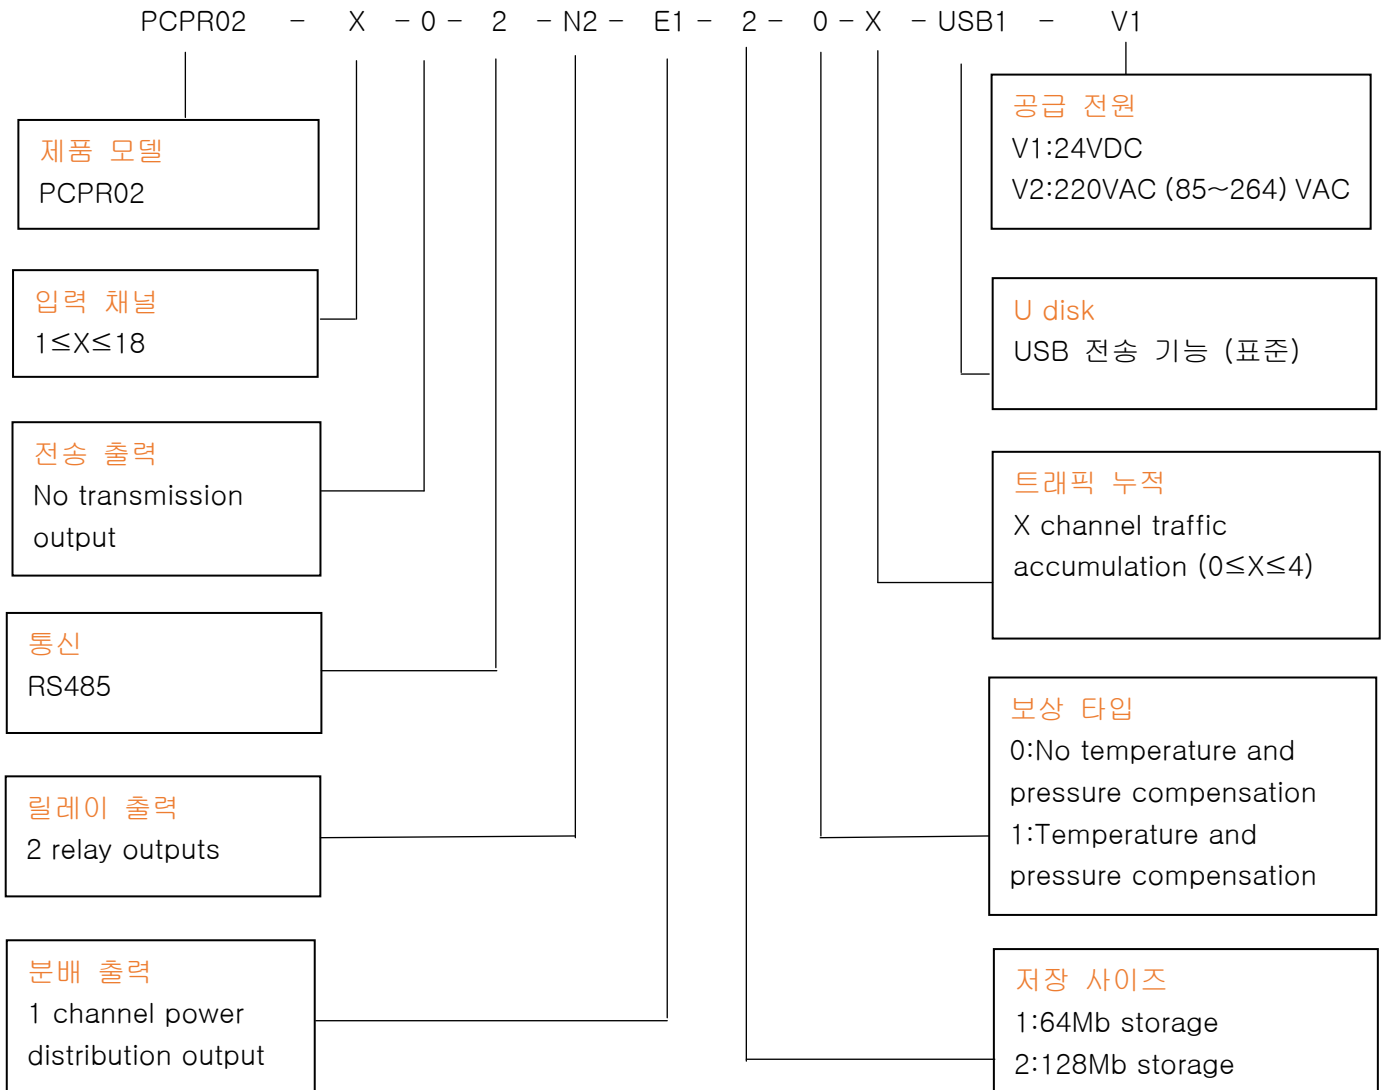 PCPR02 - X - 0 - 2 - N2 - E1 - 2 - 0 - X - USB1 - V1
제품 모델
PCPR02
입력 채널
1≤X≤18
전송 출력
No transmission
output
통신
RS485
릴레이 출력
2 relay outputs
분배 출력
1 channel power
distribution output
공급 전원
V1:24VDC
V2:220VAC (85~264) VAC
U disk
USB 전송 기능 (표준)
트래픽 누적
X channel traffic
accumulation (0≤X≤4)
보상 타입
0:No temperature and
pressure compensation
1:Temperature and
pressure compensation
저장 사이즈
1:64Mb storage
2:128Mb storage